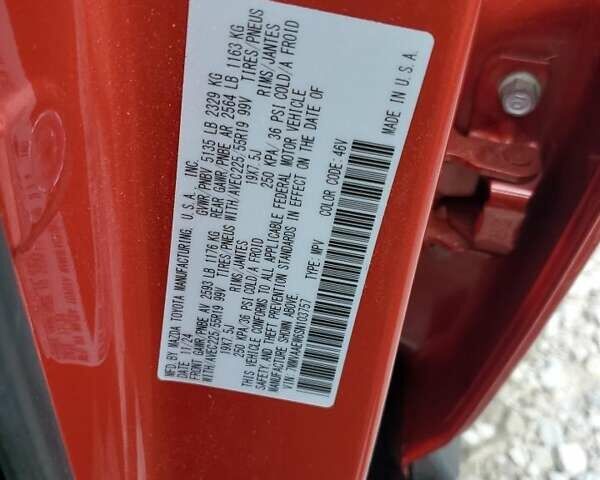 MFD BY MAZDA TOYOTA MANUFACTURING, U.S.A., INC.
DATE: 11/24 GVWR/PNBV 5135 LB 2329 KG
FRONT GAWR/PNBE AV 2593 LB 1176 KG REAR GAWR/PNBE AR 2564 LB 1163 KG
WITH/AVEC225/55R19 99V TIRES/PNEUS WITH/AVEC225/55R19 99V TIRES/PNEUS
19X7.5J RIMS/JANTES 19X7.5J RIMS/JANTES
250 KPA/36 PSI COLD/A FROID 250 KPA/ 36 PSI COLD/A FROID
THIS VEHICLE CONFORMS TO ALL APPLICABLE FEDERAL MOTOR VEHICLE
SAFETY AND THEFT PREVENTION STANDARDS IN EFFECT ON THE DATE OF
MANUFACTURE SHOWN ABOVE.
TYPE: MPV COLOR CODE: 46V MADE IN U.S.A.